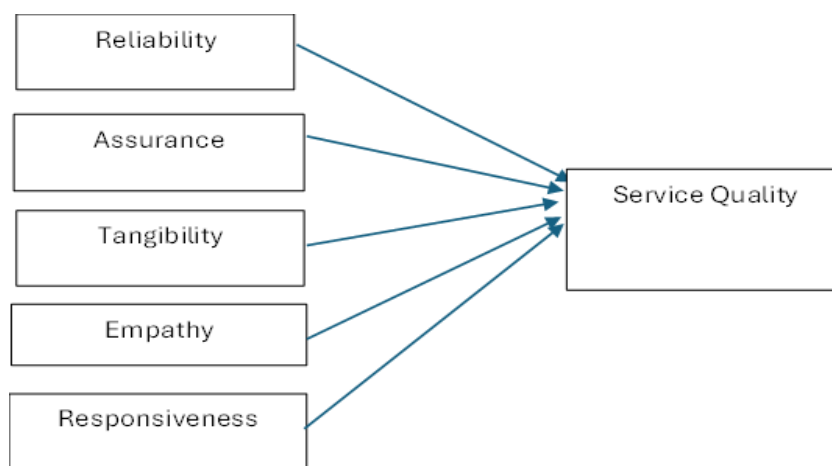 Reliability
Assurance
Service Quality
Tangibility
Empathy
Responsiveness